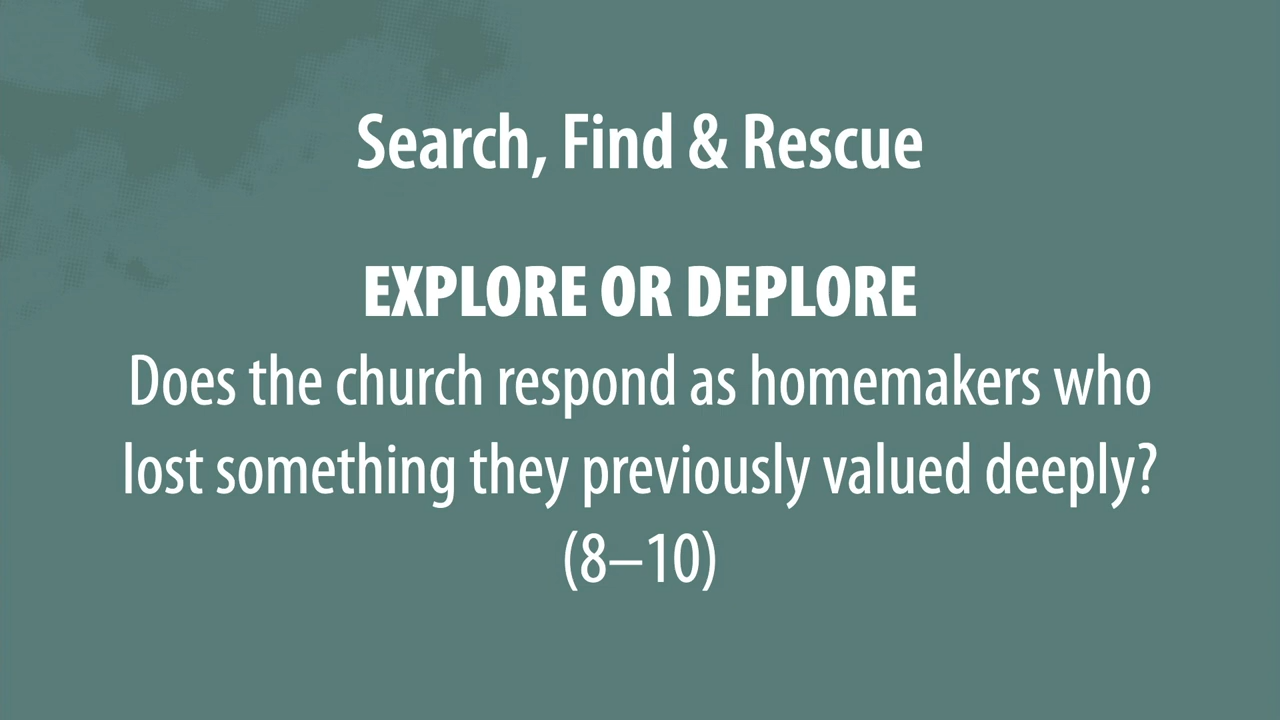 Search, Find & Rescue
EXPLORE OR DEPLORE
Does the church respond as homemakers who
lost something they previously valued deeply?
(8–10)